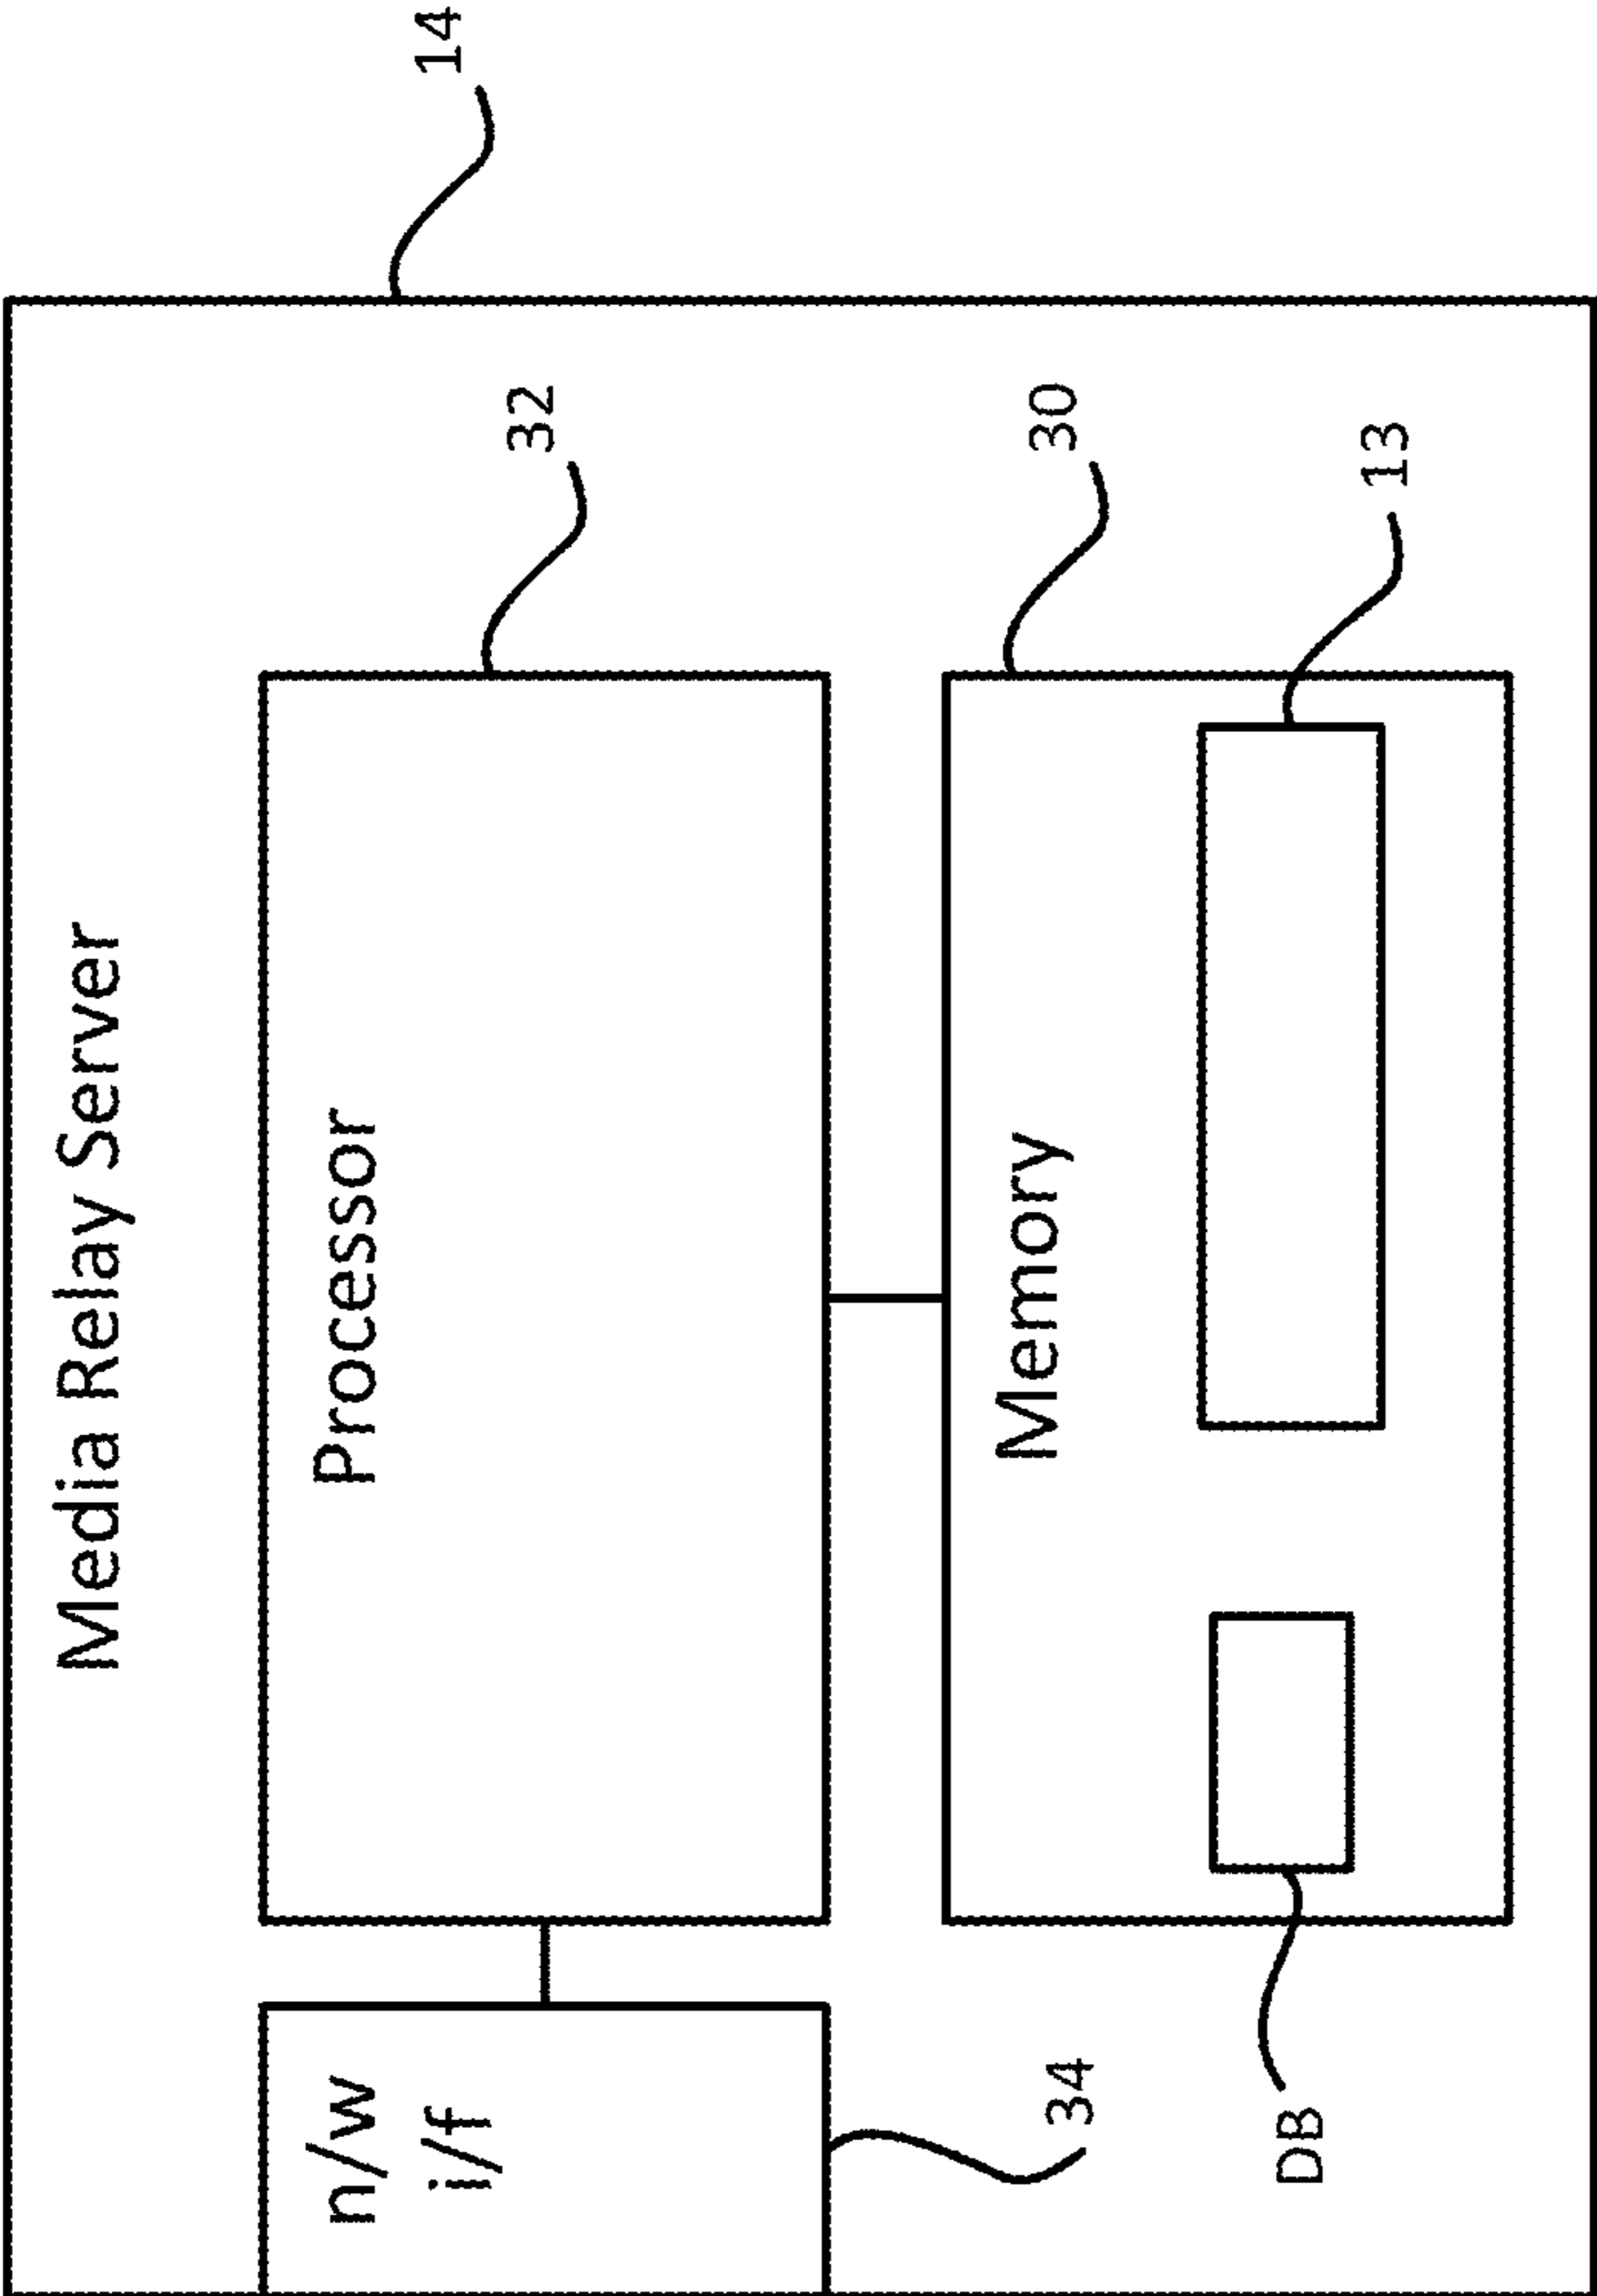 14
Media Relay Server
32
Processor
n/w
i/f
34
30
Memory
13
DB